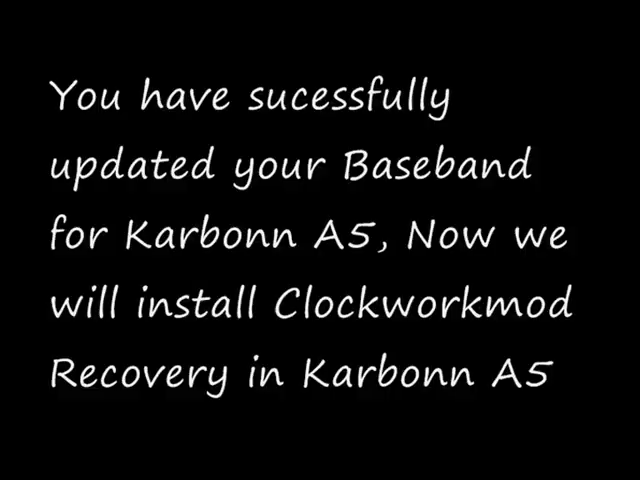 You have sucessfully
updated your Baseband
for Karbonn A5, Now we
will install Clockworkmod
Recovery in Karbonn A5